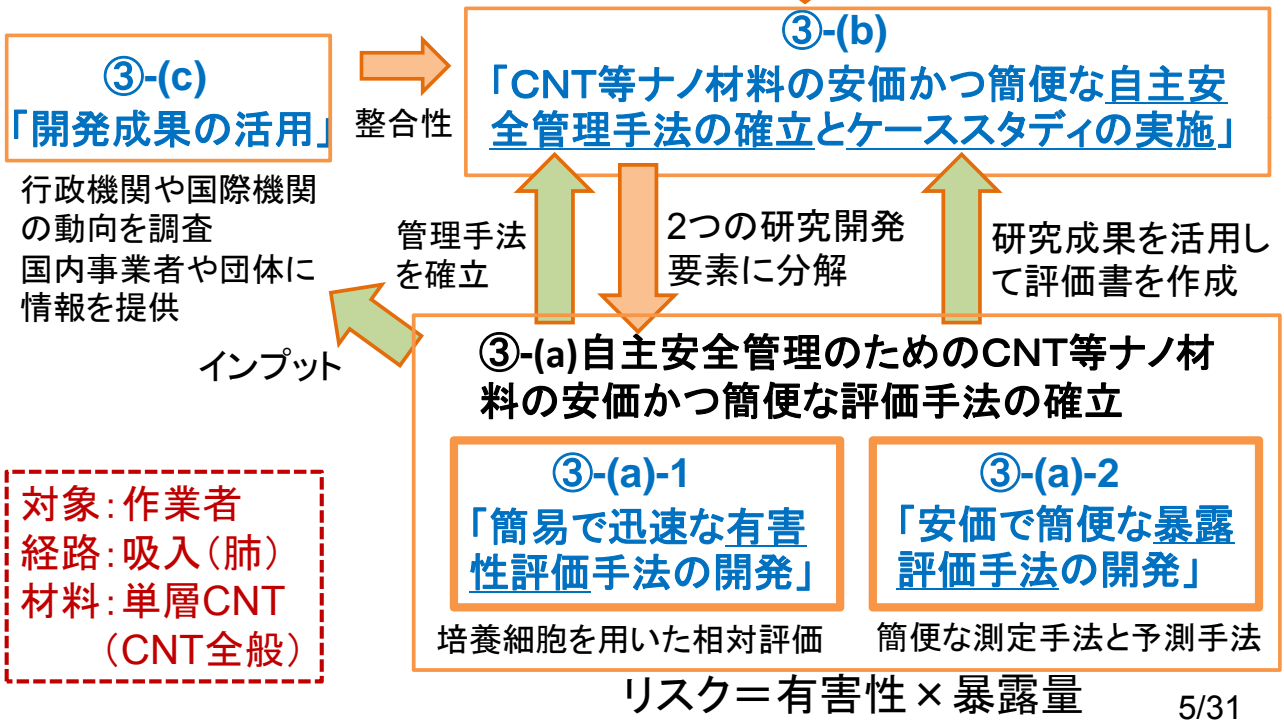 ③-(c)
「開発成果の活用」
整合性
③-(b)
「CNT等ナノ材料の安価かつ簡便な自主安
全管理手法の確立とケーススタディの実施」
行政機関や国際機関
の動向を調査
国内事業者や団体に
情報を提供
管理手法
を確立
2つの研究開発
要素に分解
研究成果を活用し
て評価書を作成
インプット
③-(a)自主安全管理のためのCNT等ナノ材
料の安価かつ簡便な評価手法の確立
③-(a)-1
「簡易で迅速な有害
性評価手法の開発」
培養細胞を用いた相対評価
③-(a)-2
「安価で簡便な暴露
評価手法の開発」
簡便な測定手法と予測手法
対象：作業者
経路：吸入（肺）
材料：単層CNT
（CNT全般）
リスク＝有害性×暴露量
5/31